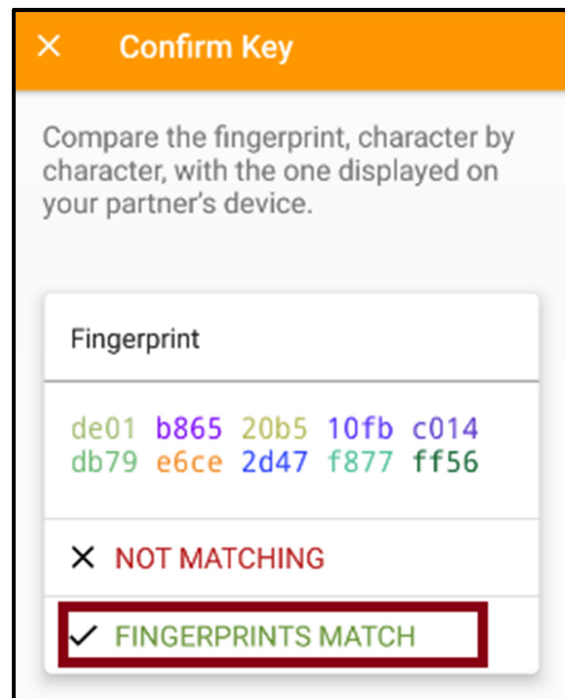 Confirm Key
Compare the fingerprint, character by
character, with the one displayed on
your partner's device.
Fingerprint
de01 b865 20b5 10fb c014
db79 e6ce 2d47 f877 ff56
NOT MATCHING
FINGERPRINTS MATCH